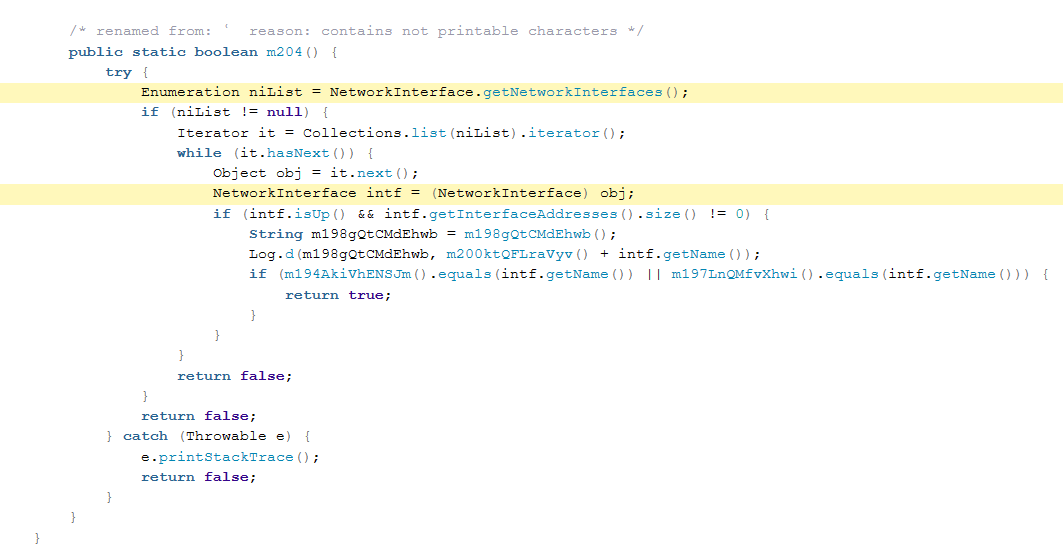 /* renamed from: ʿ reason: contains not printable characters */
public static boolean m204() {
try {
Enumeration niList = NetworkInterface.getNetworkInterfaces();
if (niList != null) {
Iterator it = Collections.list(niList).iterator();
while (it.hasNext()) {
Object obj = it.next();
NetworkInterface intf = (NetworkInterface) obj;
if (intf.isUp() && intf.getInterfaceAddresses().size() != 0) {
String m198gQtCMdEhwb = m198gQtCMdEhwb();
Log.d(m198gQtCMdEhwb, m200ktQFLraVyv() + intf.getName());
if (m194AkiVhENSJm().equals(intf.getName()) || m197LnQMfvXhwi().equals(intf.getName())) {
return true;
}
}
}
return false;
}
return false;
} catch (Throwable e) {
e.printStackTrace();
return false;
}
}
}